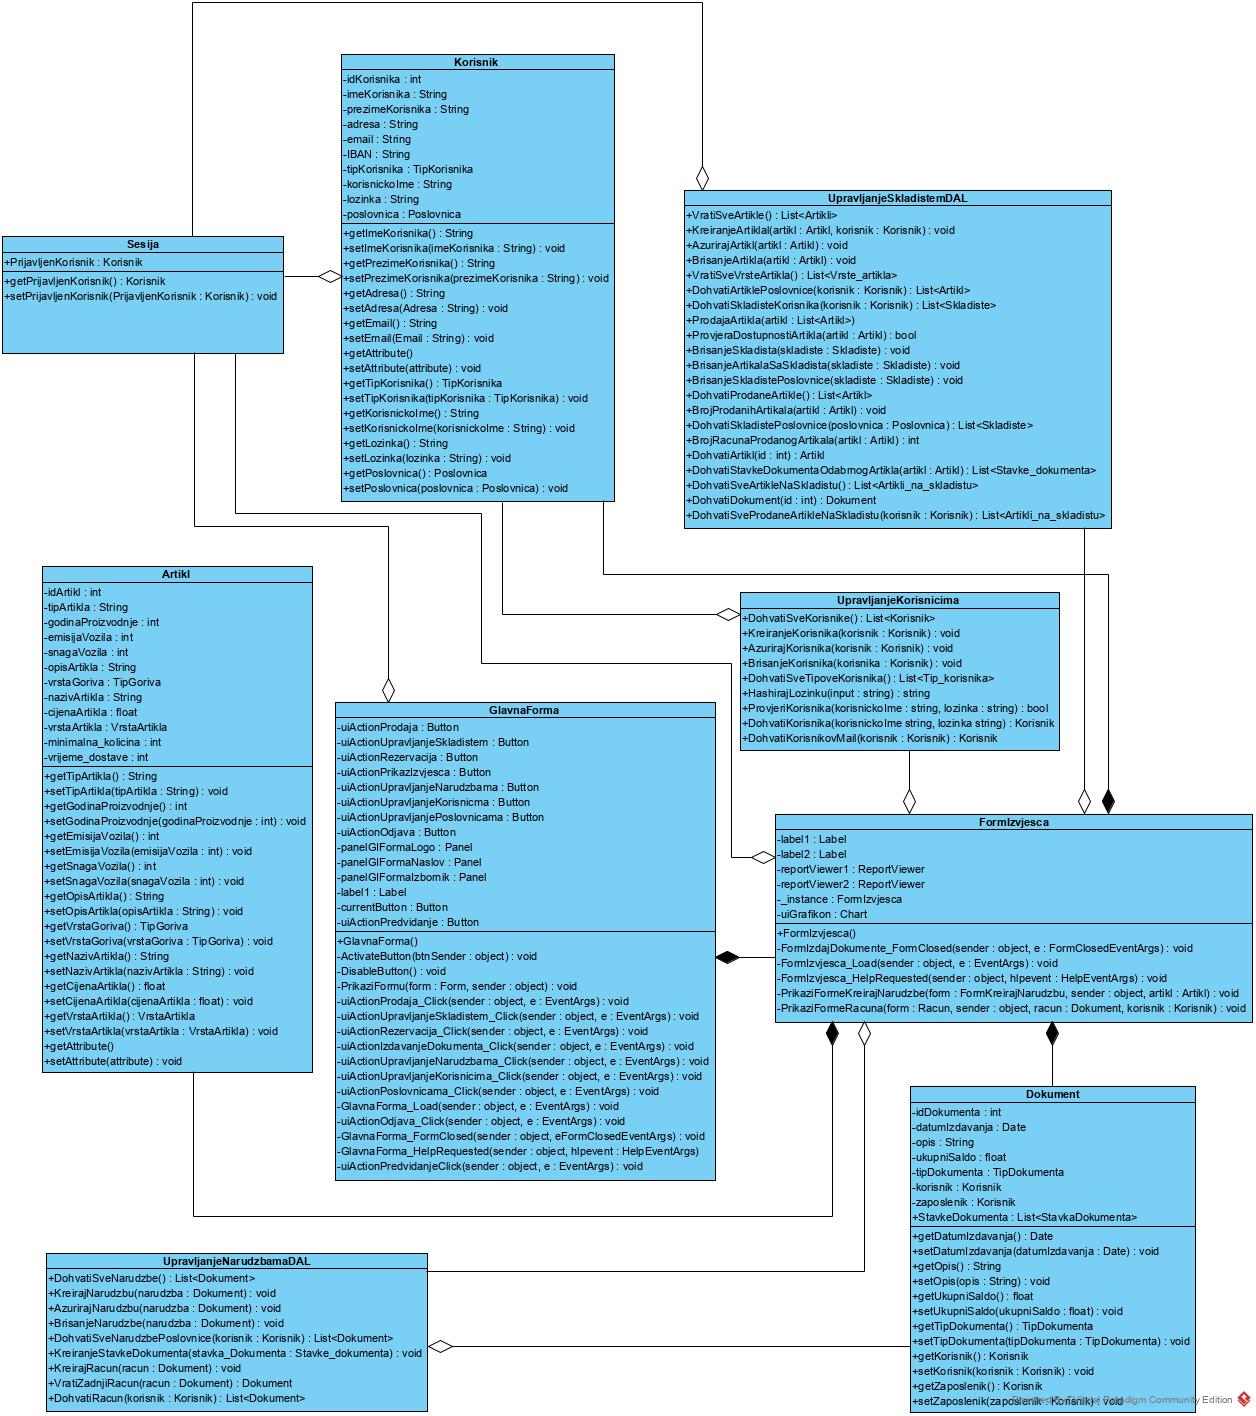 Korisnik
-idKorisnika : int
-imeKorisnika : String
-prezimeKorisnika : String
-adresa : String
-email : String
-IBAN : String
-tipKorisnika : TipKorisnika
-korisnickoIme : String
-lozinka : String
-poslovnica : Poslovnica
+getImeKorisnika() : String
+setImeKorisnika(imeKorisnika : String) : void
+getPrezimeKorisnika() : String
+setPrezimeKorisnika(prezimeKorisnika : String) : void
+getAdresa() : String
+setAdresa(Adresa : String) : void
+getEmail() : String
+setEmail(Email : String) : void
+getAttribute()
+setAttribute(attribute) : void
+getTipKorisnika() : TipKorisnika
+setTipKorisnika(tipKorisnika : TipKorisnika) : void
+getKorisnickoIme() : String
+setKorisnickoIme(korisnickoIme : String) : void
+getLozinka() : String
+setLozinka(lozinka : String) : void
+getPoslovnica() : Poslovnica
+setPoslovnica(poslovnica : Poslovnica) : void
UpravljanjeSkladistemDAL
+VratiSveArtikle() : List<Artikli>
+KreiranjeArtiklal(artikl : Artikl, korisnik : Korisnik) : void
+AzurirajArtikl(artikl : Artikl) : void
+BrisanjeArtikla(artikl : Artikl) : void
+VratiSveVrsteArtikla() : List<Vrste_artikla>
+DohvatiArtiklePoslovnice(korisnik : Korisnik) : List<Artikl>
+DohvatiSkladisteKorisnika(korisnik : Korisnik) : List<Skladiste>
+ProdajaArtikla(artikl : List<Artikl>)
+ProvjeraDostupnostiArtikla(artikl : Artikl) : bool
+BrisanjeSkladista(skladiste : Skladiste) : void
+BrisanjeArtikalaSaSkladista(skladiste : Skladiste) : void
+BrisanjeSkladistePoslovnice(skladiste : Skladiste) : void
+DohvatiProdaneArtikle() : List<Artikl>
+BrojProdanihArtikala(artikl : Artikl) : void
+DohvatiSkladistePoslovnice(poslovnica : Poslovnica) : List<Skladiste>
+BrojRacunaProdanogArtikala(artikl : Artikl) : int
+DohvatiArtikl(id : int) : Artikl
+DohvatiStavkeDokumentaOdabrnogArtikla(artikl : Artikl) : List<Stavke_dokumenta>
+DohvatiSveArtikleNaSkladistu() : List<Artikli_na_skladistu>
+DohvatiDokument(id : int) : Dokument
+DohvatiSveProdaneArtikleNaSkladistu(korisnik : Korisnik) : List<Artikli_na_skladistu>
Sesija
+PrijavljenKorisnik : Korisnik
+getPrijavljenKorisnik() : Korisnik
+setPrijavljenKorisnik(PrijavljenKorisnik : Korisnik) : void
Artikl
-idArtikl : int
-tipArtikla : String
-godinaProizvodnje : int
-emisijaVozila : int
-snagaVozila : int
-opisArtikla : String
-vrstaGoriva : TipGoriva
-nazivArtikla : String
-cijenaArtikla : float
-vrstaArtikla : VrstaArtikla
-minimalna_kolicina : int
-vrijeme_dostave : int
+getTipArtikla() : String
+setTipArtikla(tipArtikla : String) : void
+getGodinaProizvodnje() : int
+setGodinaProizvodnje(godinaProizvodnje : int) : void
+getEmisijaVozila() : int
+setEmisijaVozila(emisijaVozila : int) : void
+getSnagaVozila() : int
+setSnagaVozila(snagaVozila : int) : void
+getOpisArtikla() : String
+setOpisArtikla(opisArtikla : String) : void
+getVrstaGoriva() : TipGoriva
+setVrstaGoriva(vrstaGoriva : TipGoriva) : void
+getNazivArtikla() : String
+setNazivArtikla(nazivArtikla : String) : void
+getCijenaArtikla() : float
+setCijenaArtikla(cijenaArtikla : float) : void
+getVrstaArtikla() : VrstaArtikla
+setVrstaArtikla(vrstaArtikla : VrstaArtikla) : void
+getAttribute()
+setAttribute(attribute) : void
UpravljanjeKorisnicima
+DohvatiSveKorisnike() : List<Korisnik>
+KreiranjeKorisnika(korisnik : Korisnik) : void
+AzurirajKorisnika(korisnik : Korisnik) : void
+BrisanjeKorisnika(korisnika : Korisnik) : void
+DohvatiSveTipoveKorisnika() : List<Tip_korisnika>
+HashirajLozinku(input : string) : string
+ProvjeriKorisnika(korisnickoIme : string, lozinka : string) : bool
+DohvatiKorisnika(korisnickoIme string, lozinka string) : Korisnik
+DohvatiKorisnikovMail(korisnik : Korisnik) : Korisnik
GlavnaForma
-uiActionProdaja : Button
-uiActionUpravljanjeSkladistem : Button
-uiActionRezervacija : Button
-uiActionPrikazIzvjesca : Button
-uiActionUpravljanjeNarudzbama : Button
-uiActionUpravljanjeKorisnicma : Button
-uiActionUpravljanjePoslovnicama : Button
-uiActionOdjava : Button
-panelGlFormaLogo : Panel
-panelGlFormaNaslov : Panel
-panelGlFormaIzbornik : Panel
-label1 : Label
-currentButton : Button
-uiActionPredvidanje : Button
+GlavnaForma()
-ActivateButton(btnSender : object) : void
-DisableButton() : void
-PrikaziFormu(form : Form, sender : object) : void
-uiActionProdaja_Click(sender : object, e : EventArgs) : void
-uiActionUpravljanjeSkladistem_Click(sender : object, e : EventArgs) : void
-uiActionRezervacija_Click(sender : object, e : EventArgs) : void
-uiActionIzdavanjeDokumenta_Click(sender : object, e : EventArgs) : void
-uiActionUpravljanjeNarudzbama_Click(sender : object, e : EventArgs) : void
-uiActionUpravljanjeKorisnicima_Click(sender : object, e : EventArgs) : void
-uiActionPoslovnicama_Click(sender : object, e : EventArgs) : void
-GlavnaForma_Load(sender : object, e : EventArgs) : void
-uiActionOdjava_Click(sender : object, e : EventArgs) : void
-GlavnaForma_FormClosed(sender : object, eFormClosedEventArgs) : void
-GlavnaForma_HelpRequested(sender : object, hlpevent : HelpEventArgs)
-uiActionPredvidanjeClick(sender : object, e : EventArgs) : void
FormIzvjesca
-label1 : Label
-label2 : Label
-reportViewer1 : ReportViewer
-reportViewer2 : ReportViewer
-_instance : FormIzvjesca
-uiGrafikon : Chart
+FormIzvjesca()
-FormIzdajDokumente_FormClosed(sender : object, e : FormClosedEventArgs) : void
-FormIzvjesca_Load(sender : object, e : EventArgs) : void
-FormIzvjesca_HelpRequested(sender : object, hlpevent : HelpEventArgs) : void
-PrikaziFormeKreirajNarudzbe(form : FormKreirajNarudzbu, sender : object, artikl : Artikl) : void
-PrikaziFormeRacuna(form : Racun, sender : object, racun : Dokument, korisnik : Korisnik) : void
Dokument
-idDokumenta : int
-datumIzdavanja : Date
-opis : String
-ukupniSaldo : float
-tipDokumenta : TipDokumenta
-korisnik : Korisnik
-zaposlenik : Korisnik
+StavkeDokumenta : List<StavkaDokumenta>
+getDatumIzdavanja() : Date
+setDatumIzdavanja(datumIzdavanja : Date) : void
+getOpis() : String
+setOpis(opis : String) : void
+getUkupniSaldo() : float
+setUkupniSaldo(ukupniSaldo : float) : void
+getTipDokumenta() : TipDokumenta
+setTipDokumenta(tipDokumenta : TipDokumenta) : void
+getKorisnik() : Korisnik
+setKorisnik(korisnik : Korisnik) : void
+getZaposlenik() : Korisnik
+setZaposlenik(zaposlenik : Korisnik) : void
UpravljanjeNarudzbamaDAL
+DohvatiSveNarudzbe() : List<Dokument>
+KreirajNarudzbu(narudzba : Dokument) : void
+AzurirajNarudzbu(narudzba : Dokument) : void
+BrisanjeNarudzbe(narudzba : Dokument) : void
+DohvatiSveNarudzbePoslovnice(korisnik : Korisnik) : List<Dokument>
+KreiranjeStavkeDokumenta(stavka_Dokumenta : Stavke_dokumenta) : void
+KreirajRacun(racun : Dokument) : void
+VratiZadnjiRacun(racun : Dokument) : Dokument
+DohvatiRacun(korisnik : Korisnik) : List<Dokument>
Paradigm Community Edition